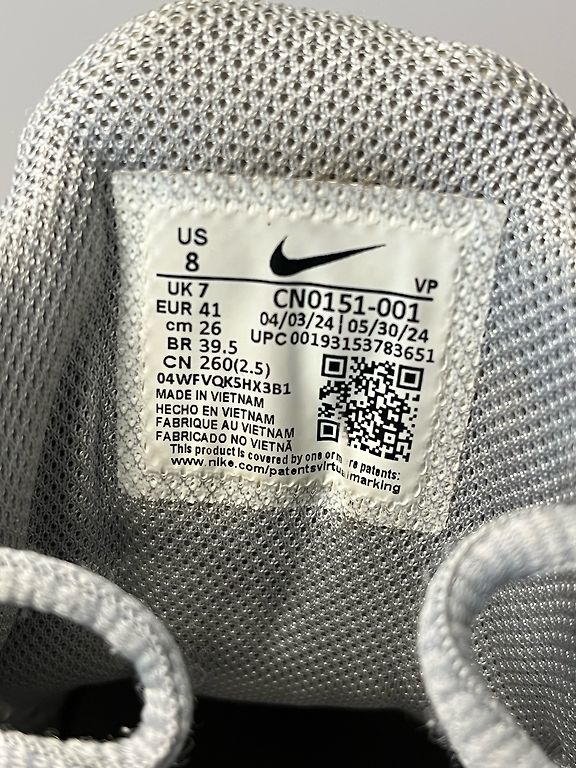 US
8
VP
UK 7
CN0151-001
EUR 41
04/03/24 | 05/30/24
cm 26
UPC 00193153783651
BR 39.5
CN 260(2.5)
04WFVQK5HX3B1
MADE IN VIETNAM
HECHO EN VIETNAM
FABRIQUE AU VIETNAM
FABRICADO NO VIETNÃ
This product is covered by one or patents:
www.nike.com/patentsvirtualmarking